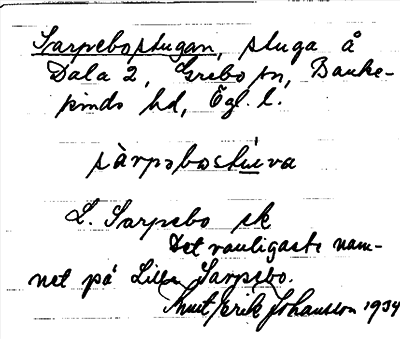 Sarpebostugan, stuga å
Dala 2, Grebo sn, Banke-
kinds hd, Ögl. l.
sàrpəbostúva
L. Sarpebo sk
Det vanligaste nam-
net på Lilla Sarpebo.
Knut Erik Johansson 1934